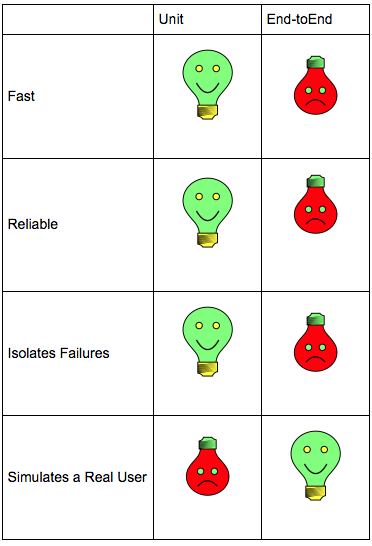 Unit End-toEnd
Fast
Reliable
Isolates Failures
Simulates a Real User